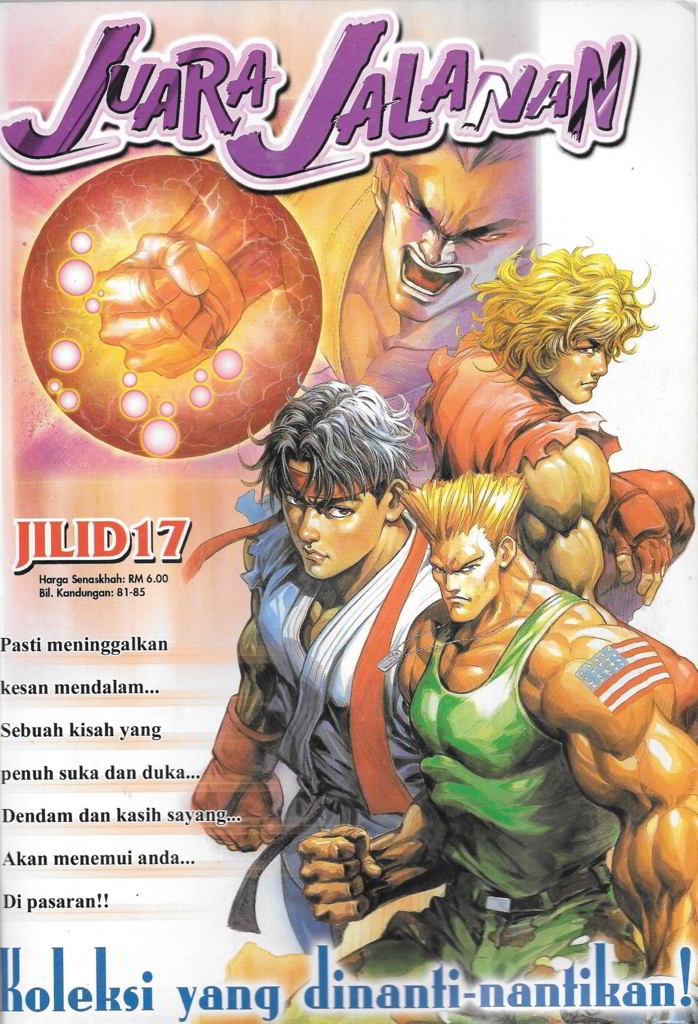 JUARA JALANAN
JILID 17
Harga Senaskhah: RM 6.00
Bil. Kandungan: 81-85
Pasti meninggalkan
kesan mendalam...
Sebuah kisah yang
penuh suka dan duka...
Dendam dan kasih sayang...
Akan menemui anda...
Di pasaran!!
Koleksi yang dinanti-nantikan!